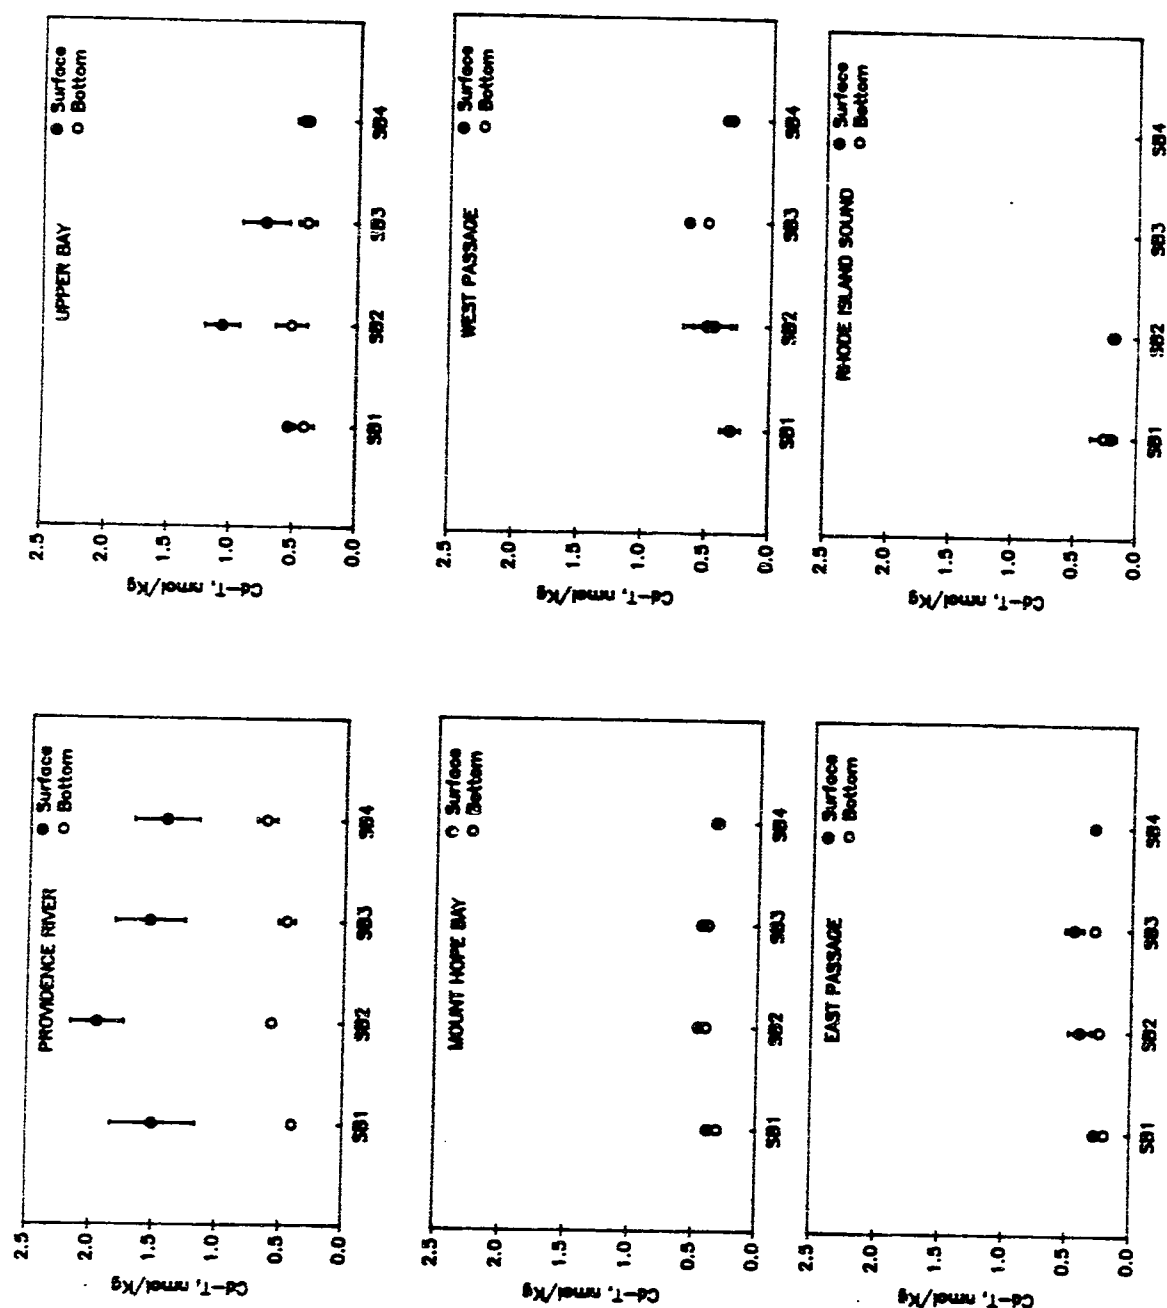 PROVIDENCE RIVER
● Surface
○ Bottom
Cd-T, nmol/Kg
2.5
2.0
1.5
1.0
0.5
0.0
SB1 SB2 SB3 SB4
UPPER BAY
● Surface
○ Bottom
Cd-T, nmol/Kg
2.5
2.0
1.5
1.0
0.5
0.0
SB1 SB2 SB3 SB4
MOUNT HOPE BAY
○ Surface
○ Bottom
Cd-T, nmol/Kg
2.5
2.0
1.5
1.0
0.5
0.0
SB1 SB2 SB3 SB4
WEST PASSAGE
● Surface
○ Bottom
Cd-T, nmol/Kg
2.5
2.0
1.5
1.0
0.5
0.0
SB1 SB2 SB3 SB4
EAST PASSAGE
● Surface
○ Bottom
Cd-T, nmol/Kg
2.5
2.0
1.5
1.0
0.5
0.0
SB1 SB2 SB3 SB4
RHODE ISLAND SOUND
● Surface
○ Bottom
Cd-T, nmol/Kg
2.5
2.0
1.5
1.0
0.5
0.0
SB1 SB2 SB3 SB4